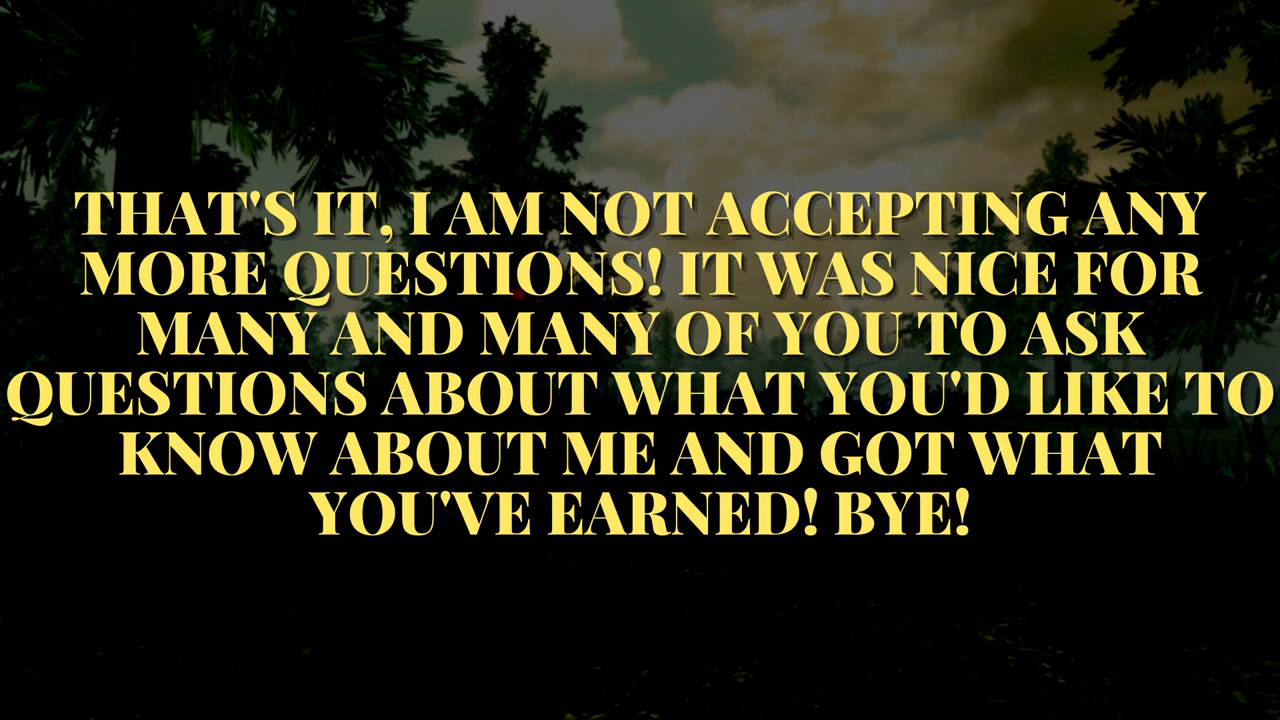 THAT'S IT, I AM NOT ACCEPTING ANY
MORE QUESTIONS! IT WAS NICE FOR
MANY AND MANY OF YOU TO ASK
QUESTIONS ABOUT WHAT YOU'D LIKE TO
KNOW ABOUT ME AND GOT WHAT
YOU'VE EARNED! BYE!